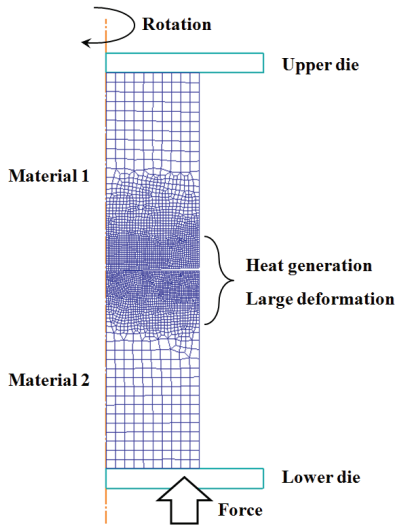 Rotation
Upper die
Material 1
Heat generation
Large deformation
Material 2
Lower die
Force